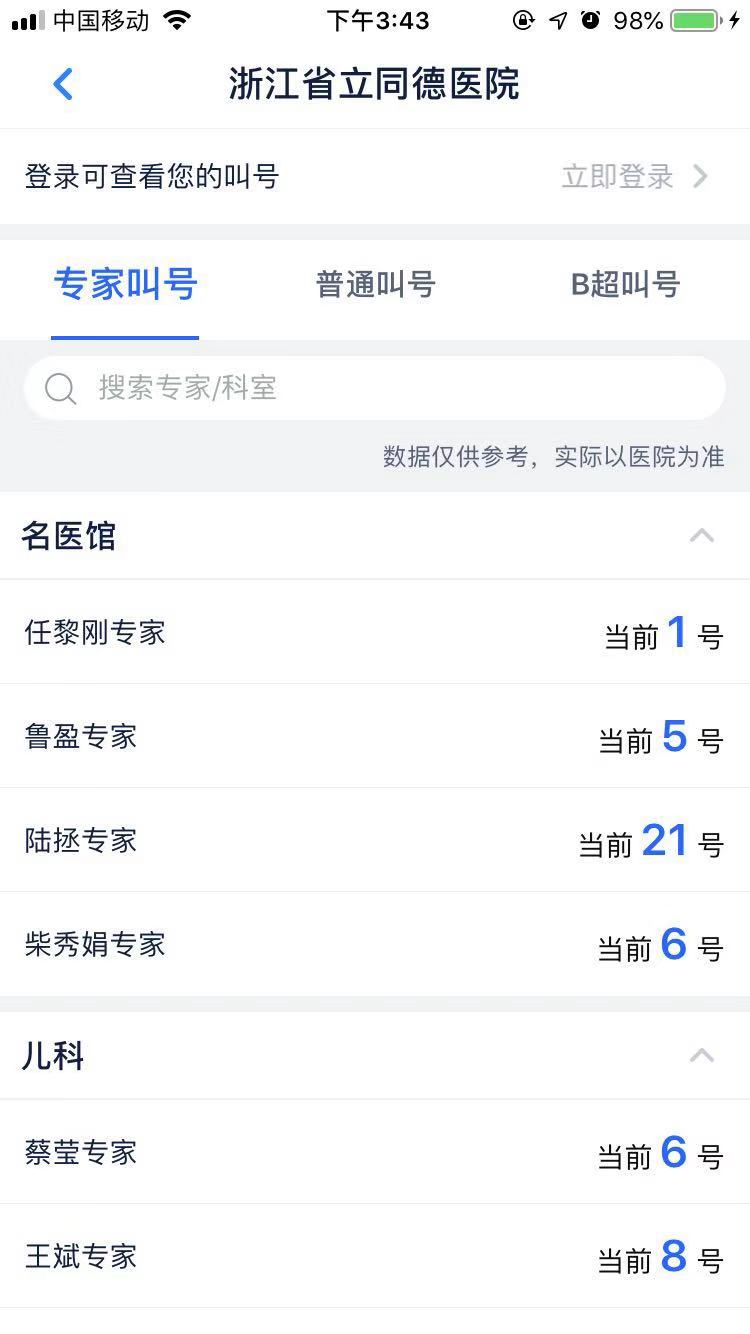 中国移动 下午3:43 98%
浙江省立同德医院
登录可查看您的叫号 立即登录
专家叫号 普通叫号 B超叫号
搜索专家/科室
数据仅供参考，实际以医院为准
名医馆
任黎刚专家 当前 1 号
鲁盈专家 当前 5 号
陆拯专家 当前 21 号
柴秀娟专家 当前 6 号
儿科
蔡莹专家 当前 6 号
王斌专家 当前 8 号